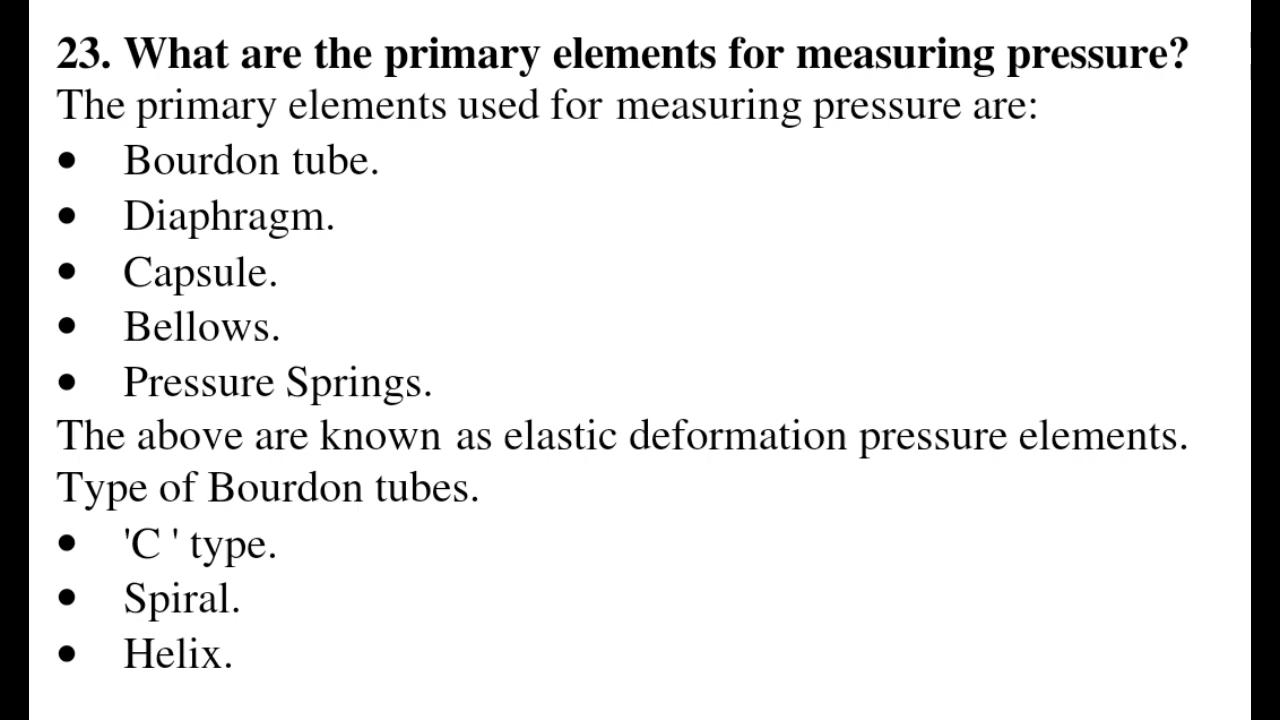 23. What are the primary elements for measuring pressure?
The primary elements used for measuring pressure are:
• Bourdon tube.
• Diaphragm.
• Capsule.
• Bellows.
• Pressure Springs.
The above are known as elastic deformation pressure elements.
Type of Bourdon tubes.
• 'C ' type.
• Spiral.
• Helix.